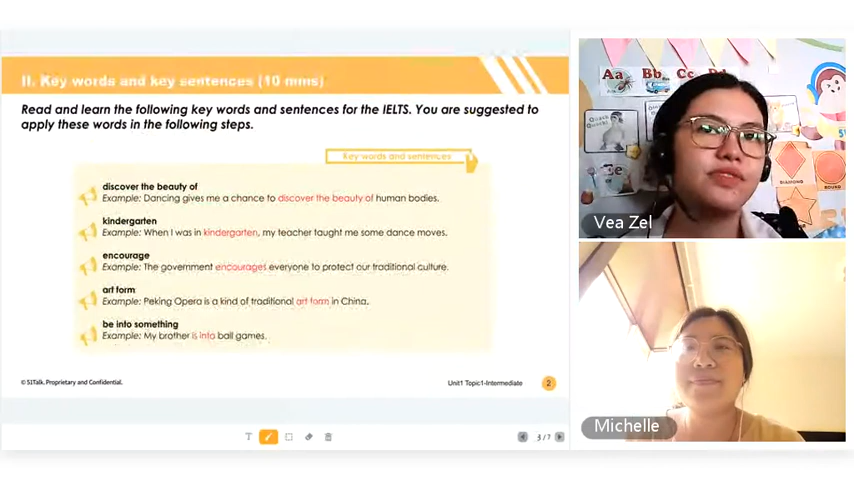 II. Key words and key sentences (10 mins)
Read and learn the following key words and sentences for the IELTS. You are suggested to
apply these words in the following steps.
Key words and sentences
discover the beauty of
Example: Dancing gives me a chance to discover the beauty of human bodies.
kindergarten
Example: When I was in kindergarten, my teacher taught me some dance moves.
encourage
Example: The government encourages everyone to protect our traditional culture.
art form
Example: Peking Opera is a kind of traditional art form in China.
be into something
Example: My brother is into ball games.
© 51Talk. Proprietary and Confidential.
Unit1 Topic1-Intermediate
2
T
3/7
Aa
Bb
Cc
DIAMOND
ROUND
Vea Zel
Michelle